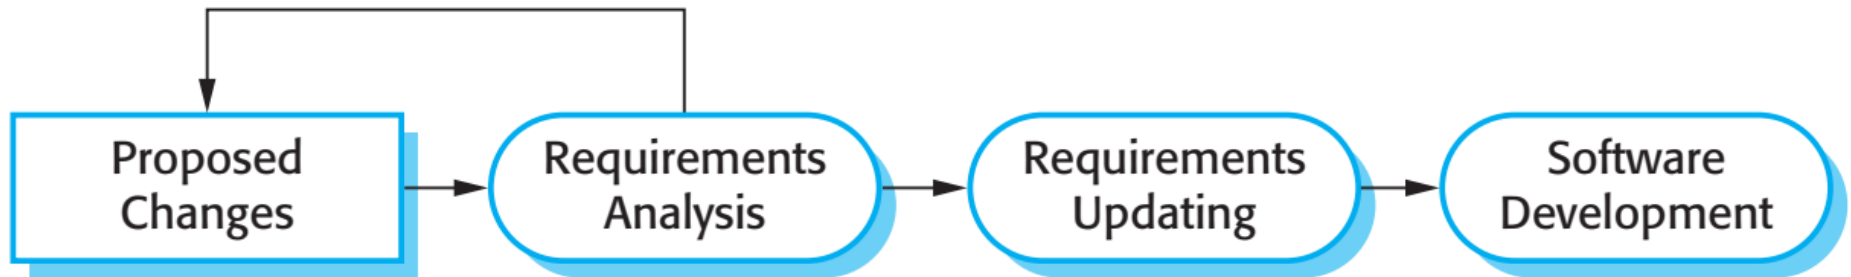 Proposed
Changes
Requirements
Analysis
Requirements
Updating
Software
Development